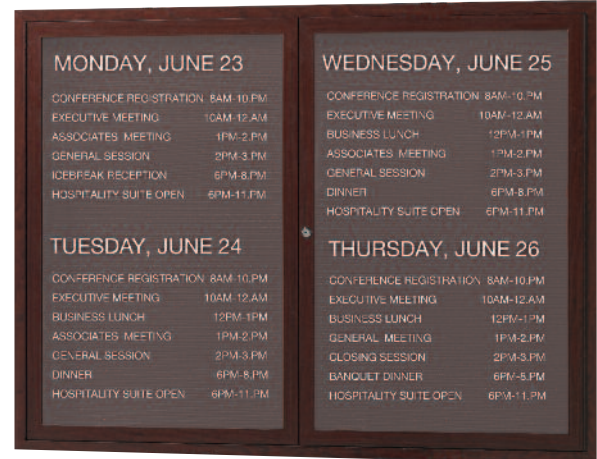 MONDAY, JUNE 23
CONFERENCE REGISTRATION 8AM-10.PM
EXECUTIVE MEETING 10AM-12.AM
ASSOCIATES MEETING 1PM-2.PM
GENERAL SESSION 2PM-3.PM
ICEBREAK RECEPTION 6PM-8.PM
HOSPITALITY SUITE OPEN 6PM-11.PM
TUESDAY, JUNE 24
CONFERENCE REGISTRATION 8AM-10.PM
EXECUTIVE MEETING 10AM-12.AM
BUSINESS LUNCH 12PM-1PM
ASSOCIATES MEETING 1PM-2.PM
GENERAL SESSION 2PM-3.PM
DINNER 6PM-8.PM
HOSPITALITY SUITE OPEN 6PM-11.PM
WEDNESDAY, JUNE 25
CONFERENCE REGISTRATION 8AM-10.PM
EXECUTIVE MEETING 10AM-12.AM
BUSINESS LUNCH 12PM-1PM
ASSOCIATES MEETING 1PM-2.PM
GENERAL SESSION 2PM-3.PM
DINNER 6PM-8.PM
HOSPITALITY SUITE OPEN 6PM-11.PM
THURSDAY, JUNE 26
CONFERENCE REGISTRATION 8AM-10.PM
EXECUTIVE MEETING 10AM-12.AM
BUSINESS LUNCH 12PM-1PM
GENERAL MEETING 1PM-2.PM
CLOSING SESSION 2PM-3.PM
BANQUET DINNER
HOSPITALITY SUITE OPEN 6PM-11.PM